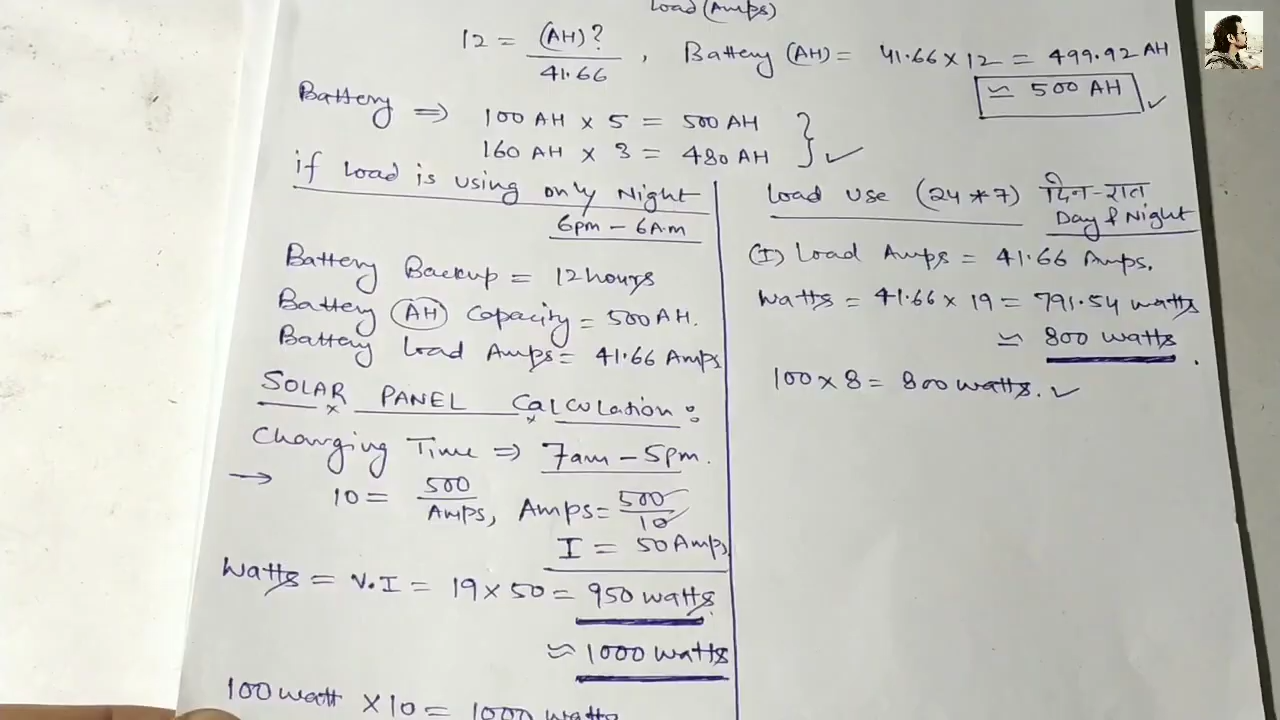 Load (Amps)
12 = (AH)? / 41.66 , Battery (AH) = 41.66 × 12 = 499.92 AH
≃ 500 AH ✓
Battery ⇒ 100 AH × 5 = 500 AH
160 AH × 3 = 480 AH } ✓
if Load is using only Night
6pm – 6Am
Battery Backup = 12 hours
Battery (AH) Capacity = 500 AH.
Battery Load Amps = 41.66 Amps
SOLAR PANEL Calculation :
Charging Time ⇒ 7am – 5pm.
→ 10 = 500 / AMPS, Amps = 500 / 10
I = 50 Amps
Watts = V.I = 19 × 50 = 950 watts.
≈ 1000 watts
100 watt × 10 = 1000 watts
Load Use (24 * 7) दिन-रात
Day & Night
(I) Load Amps = 41.66 Amps.
Watts = 41.66 × 19 = 791.54 watts
≃ 800 watts.
100 × 8 = 800 watts. ✓